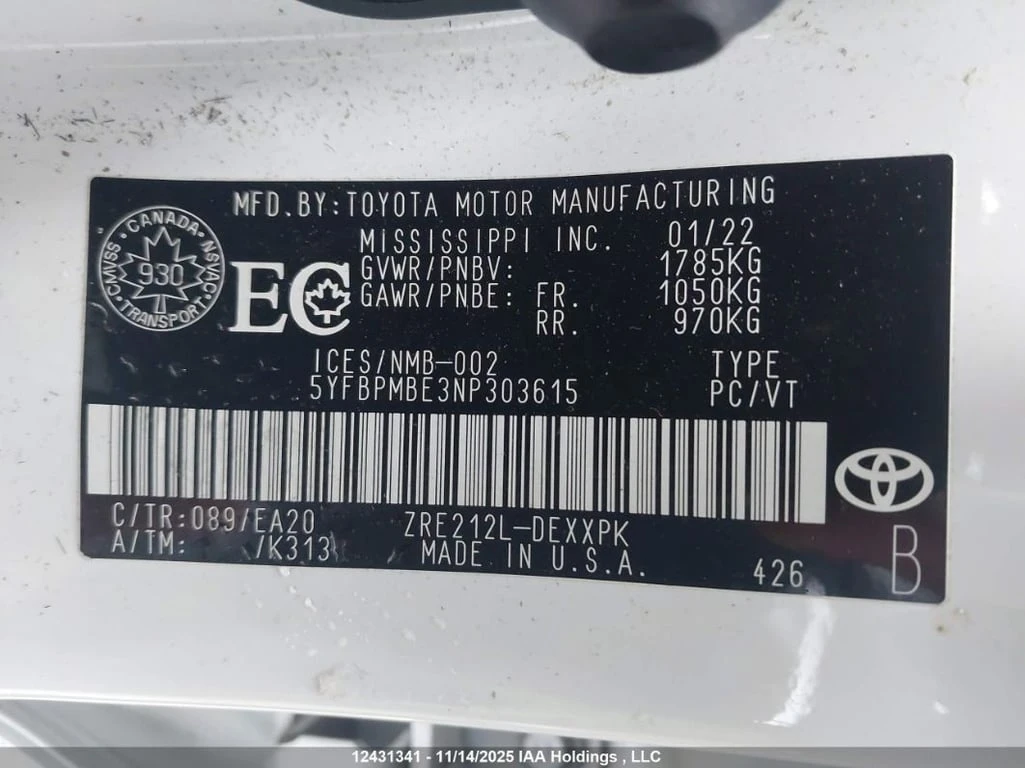 MFD.BY:TOYOTA MOTOR MANUFACTURING
MISSISSIPPI INC. 01/22
GVWR/PNBV: 1785KG
GAWR/PNBE: FR. 1050KG
RR. 970KG
CANADA
CMVSS 930 NSVAC
TRANSPORT
EC
ICES/NMB-002 TYPE
5YFBPMBE3NP303615 PC/VT
C/TR:089/EA20 ZRE212L-DEXXPK
A/TM: /K313 MADE IN U.S.A. 426 B
12431341 - 11/14/2025 IAA Holdings , LLC